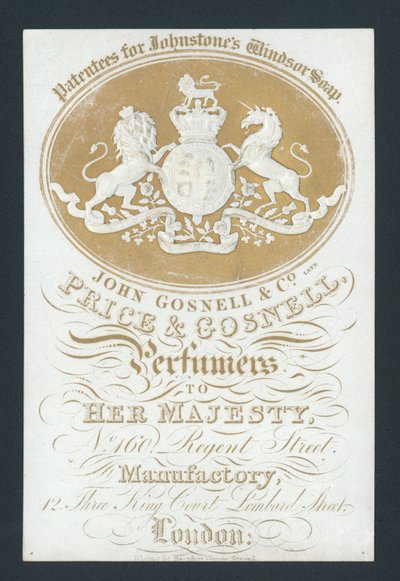 Patentees for Johnstone's Windsor Soap.
JOHN GOSNELL & Co LATE
PRICE & GOSNELL,
Perfumers
TO
HER MAJESTY,
No. 160. Regent Street.
Manufactory,
12. Three King Court Lombard Street.
London:
Strand